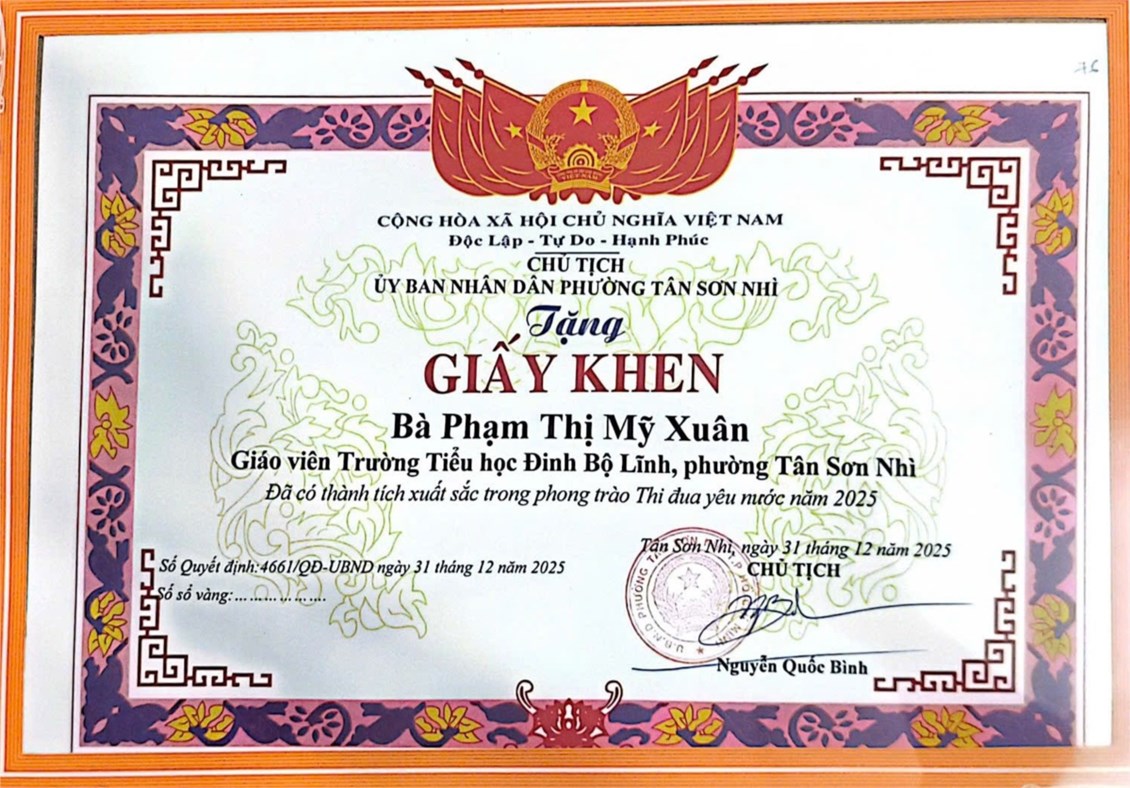 CỘNG HÒA XÃ HỘI CHỦ NGHĨA VIỆT NAM
Độc Lập - Tự Do - Hạnh Phúc
CHỦ TỊCH
ỦY BAN NHÂN DÂN PHƯỜNG TÂN SƠN NHÌ
Tặng
GIẤY KHEN
Bà Phạm Thị Mỹ Xuân
Giáo viên Trường Tiểu học Đinh Bộ Lĩnh, phường Tân Sơn Nhì
Đã có thành tích xuất sắc trong phong trào Thi đua yêu nước năm 2025
Số Quyết định:4661/QĐ-UBND ngày 31 tháng 12 năm 2025
Số sổ vàng:..................
Tân Sơn Nhì, ngày 31 tháng 12 năm 2025
CHỦ TỊCH
U.B.N.D PHƯỜNG
Nguyễn Quốc Bình